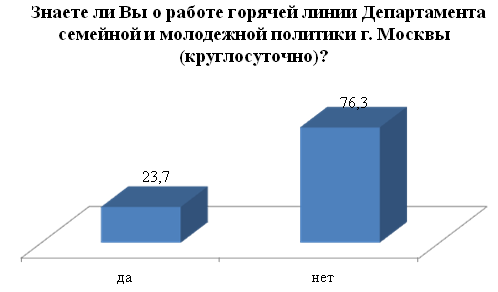 Знаете ли Вы о работе горячей линии Департамента
семейной и молодежной политики г. Москвы
(круглосуточно)?
76,3
23,7
да нет